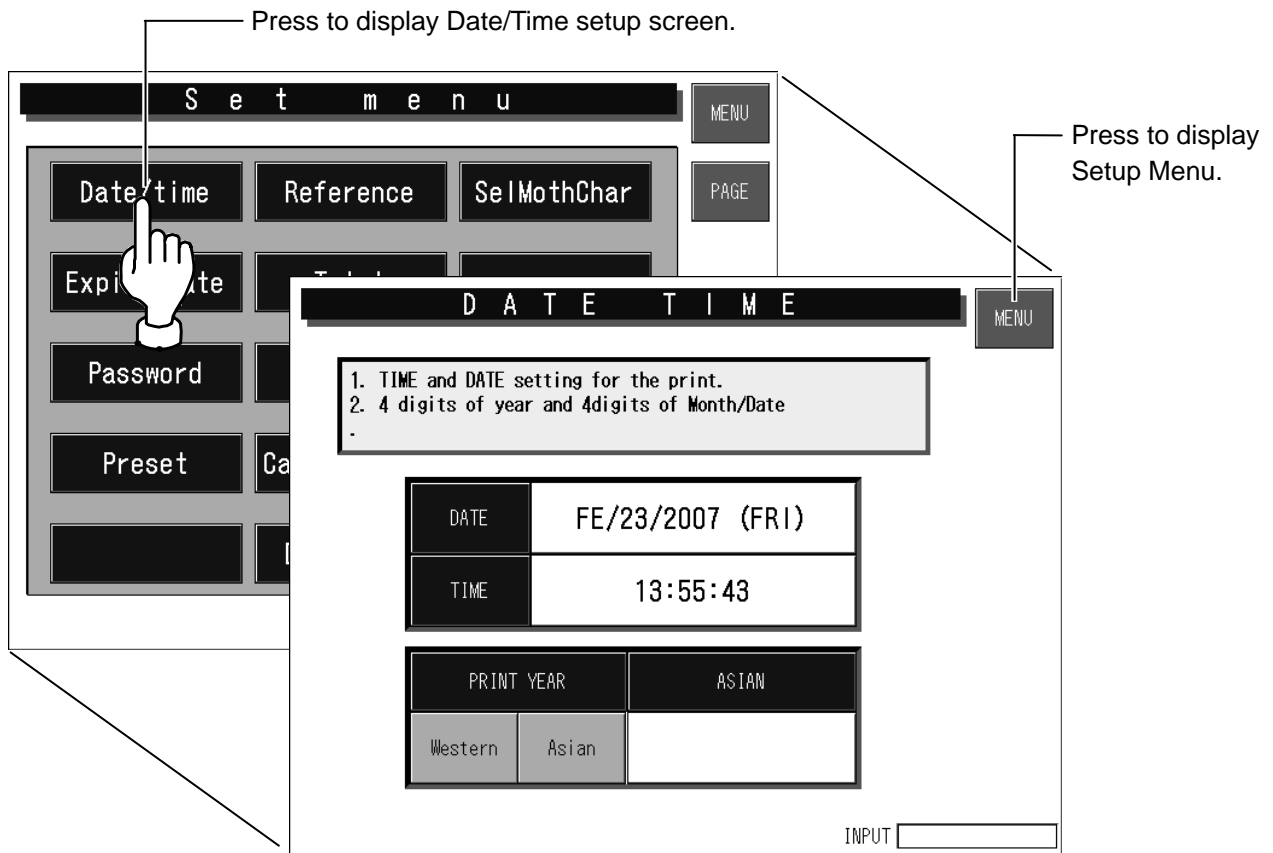 Press to display Date/Time setup screen.
Set menu
MENU
Press to display
Setup Menu.
Date/time
Reference
SelMothChar
PAGE
DATE TIME
MENU
Password
1. TIME and DATE setting for the print.
2. 4 digits of year and 4digits of Month/Date
.
Preset
Ca
DATE
FE/23/2007 (FRI)
TIME
13:55:43
PRINT YEAR
ASIAN
Western
Asian
INPUT